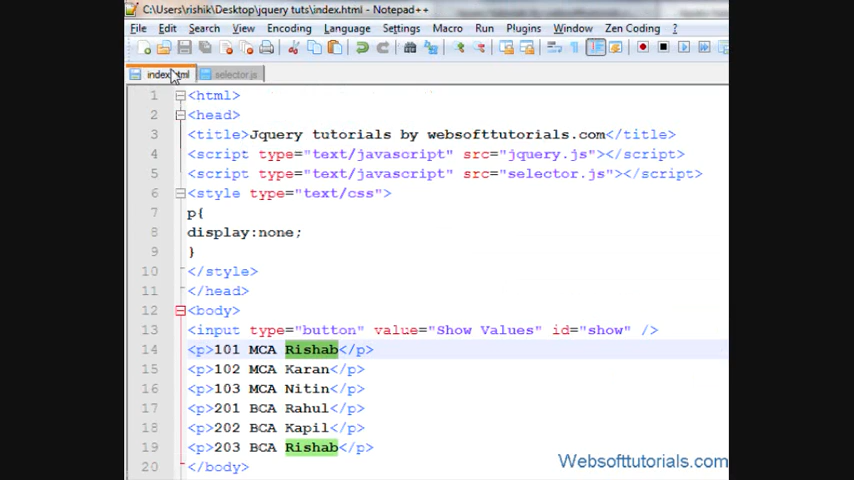 C:\Users\rishik\Desktop\jquery tuts\index.html - Notepad++
File Edit Search View Encoding Language Settings Macro Run Plugins Window Zen Coding ?
index.html selector.js
1 <html>
2 <head>
3 <title>Jquery tutorials by websofttutorials.com</title>
4 <script type="text/javascript" src="jquery.js"></script>
5 <script type="text/javascript" src="selector.js"></script>
6 <style type="text/css">
7 p{
8 display:none;
9 }
10 </style>
11 </head>
12 <body>
13 <input type="button" value="Show Values" id="show" />
14 <p>101 MCA Rishab</p>
15 <p>102 MCA Karan</p>
16 <p>103 MCA Nitin</p>
17 <p>201 BCA Rahul</p>
18 <p>202 BCA Kapil</p>
19 <p>203 BCA Rishab</p>
20 </body>
Websofttutorials.com